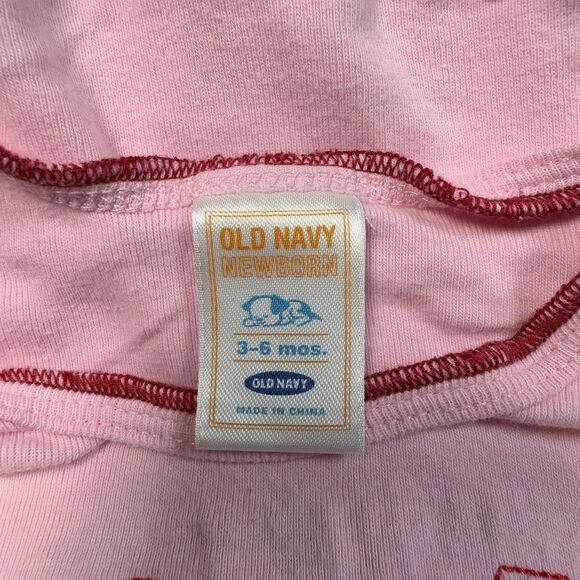 OLD NAVY
NEWBORN
3-6 mos.
OLD NAVY
MADE IN CHINA